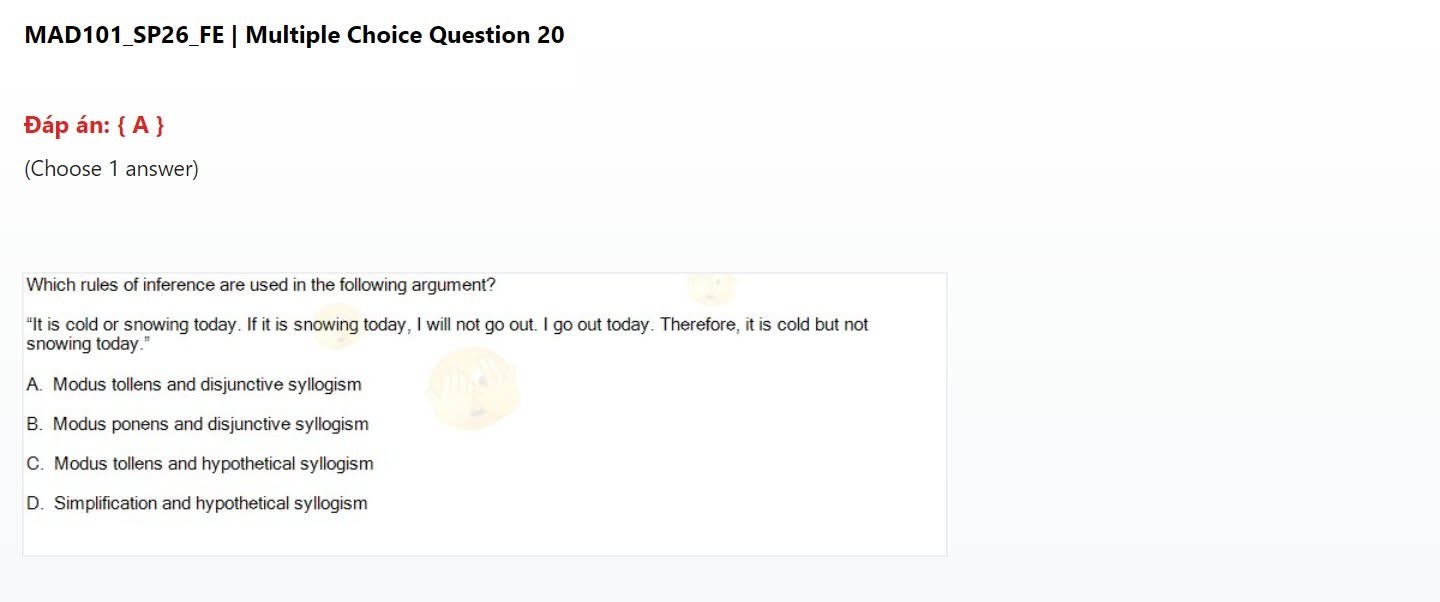 MAD101_SP26_FE | Multiple Choice Question 20
Đáp án: { A }
(Choose 1 answer)
Which rules of inference are used in the following argument?
“It is cold or snowing today. If it is snowing today, I will not go out. I go out today. Therefore, it is cold but not
snowing today.”
A. Modus tollens and disjunctive syllogism
B. Modus ponens and disjunctive syllogism
C. Modus tollens and hypothetical syllogism
D. Simplification and hypothetical syllogism